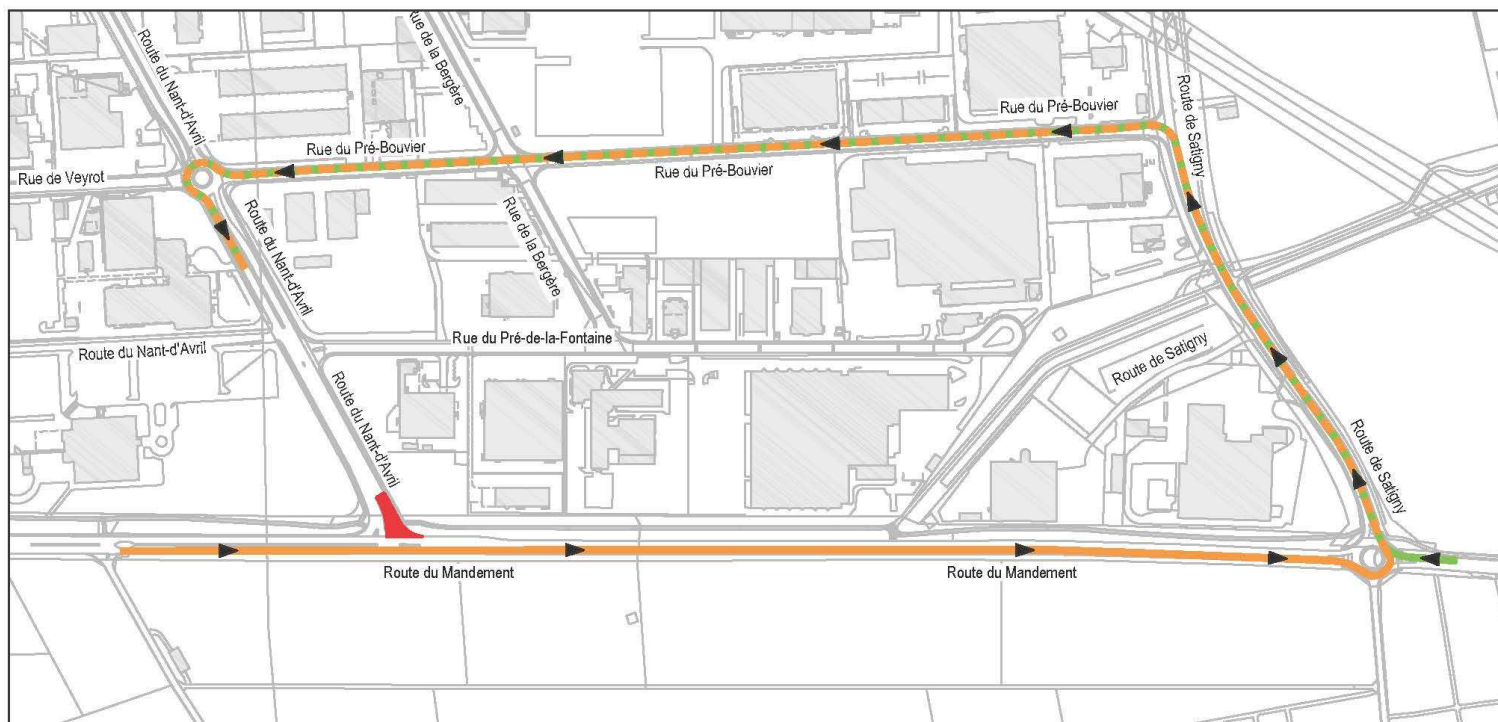 Route du Nant-d'Avril
Rue de la Bergère
Rue du Pré-Bouvier
Route de Satigny
Rue du Pré-Bouvier
Rue de Veyrot
Rue du Pré-Bouvier
Route du Nant-d'Avril
Rue de la Bergère
Rue du Pré-de-la-Fontaine
Route du Nant-d'Avril
Route de Satigny
Route du Nant-d'Avril
Route de Satigny
Route du Mandement
Route du Mandement